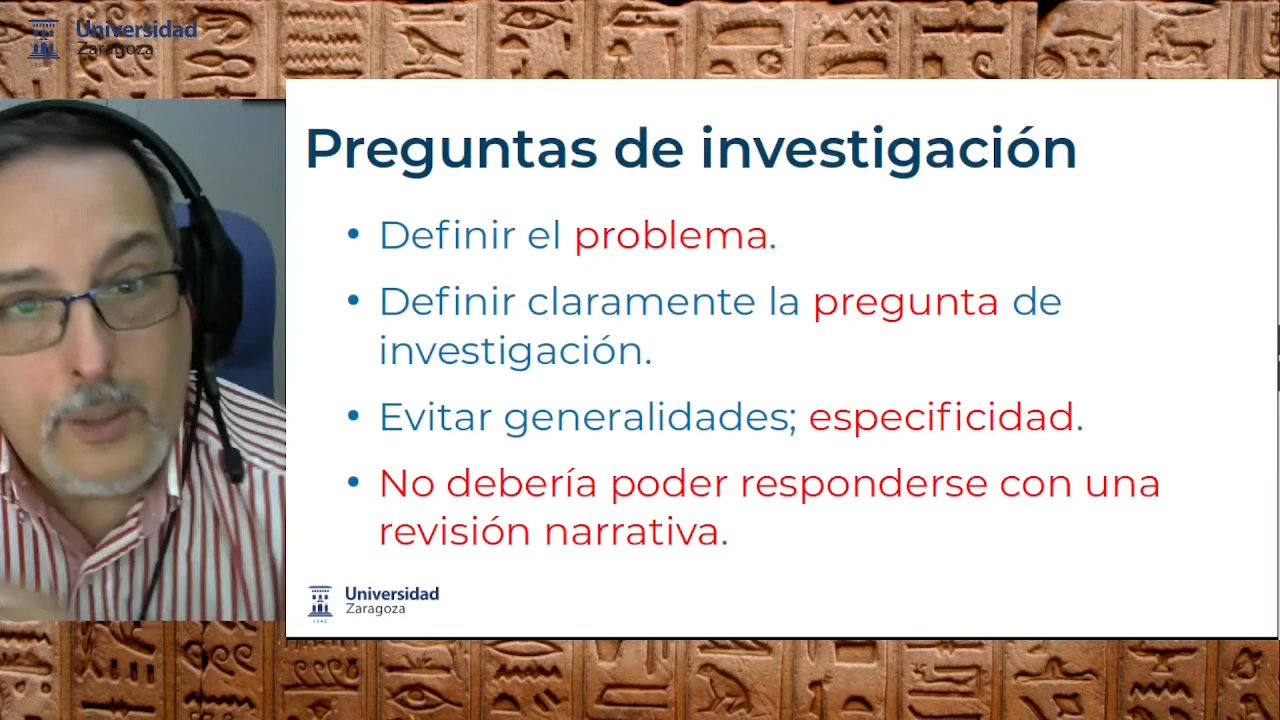 Universidad
Zaragoza
Preguntas de investigación
• Definir el problema.
• Definir claramente la pregunta de
investigación.
• Evitar generalidades; especificidad.
• No debería poder responderse con una
revisión narrativa.
Universidad
Zaragoza
1542